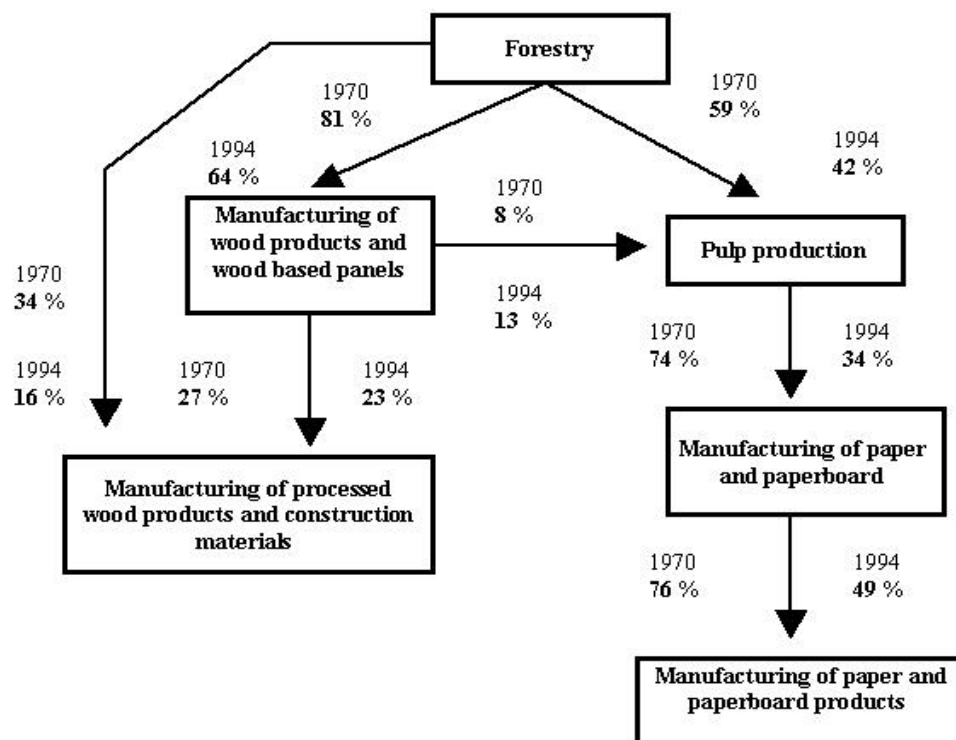 Forestry
1970
81 %
1970
59 %
1994
64 %
1994
42 %
Manufacturing of
wood products and
wood based panels
1970
8 %
1994
13 %
Pulp production
1970
34 %
1994
16 %
1970
27 %
1994
23 %
1970
74 %
1994
34 %
Manufacturing of processed
wood products and construction
materials
Manufacturing of paper
and paperboard
1970
76 %
1994
49 %
Manufacturing of paper and
paperboard products